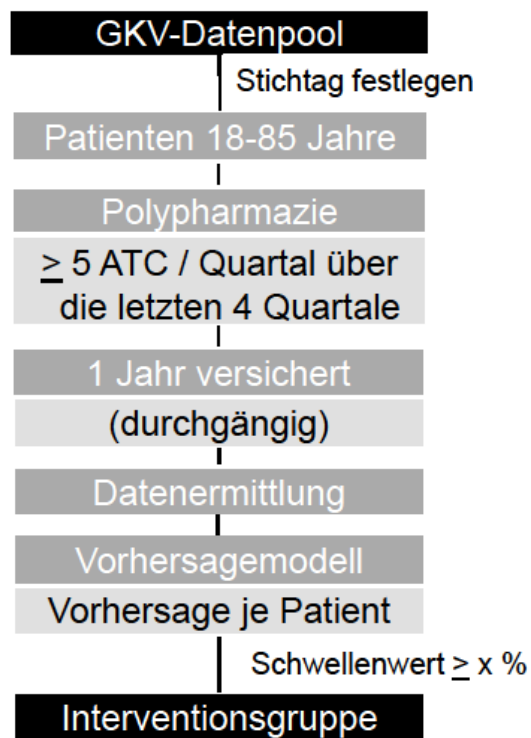 GKV-Datenpool
Stichtag festlegen
Patienten 18-85 Jahre
Polypharmazie
≥ 5 ATC / Quartal über
die letzten 4 Quartale
1 Jahr versichert
(durchgängig)
Datenermittlung
Vorhersagemodell
Vorhersage je Patient
Schwellenwert ≥ x %
Interventionsgruppe